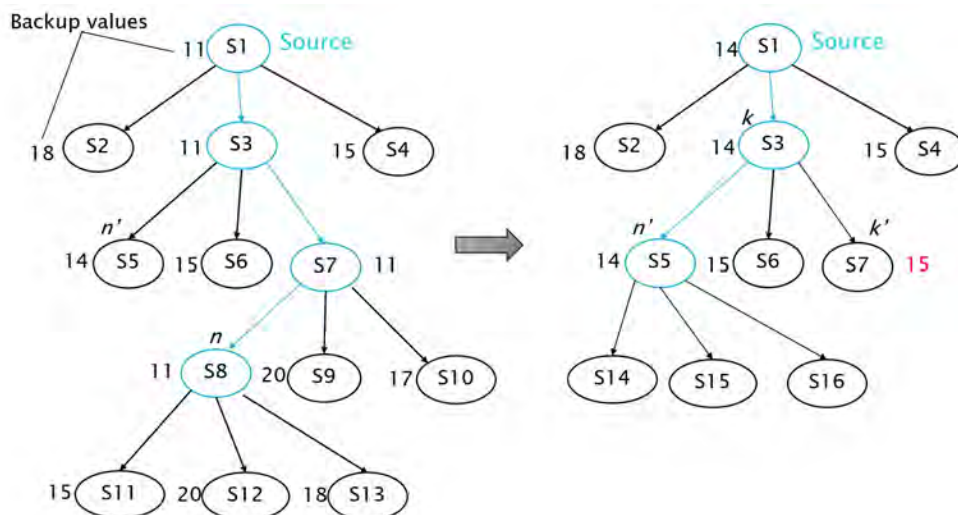 Backup values
11 S1 Source
18 S2
11 S3
15 S4
n'
14 S5
15 S6
S7 11
n
11 S8
20 S9
17 S10
15 S11
20 S12
18 S13
14 S1 Source
k
18 S2
14 S3
15 S4
n'
k'
14 S5
15 S6
S7 15
S14
S15
S16